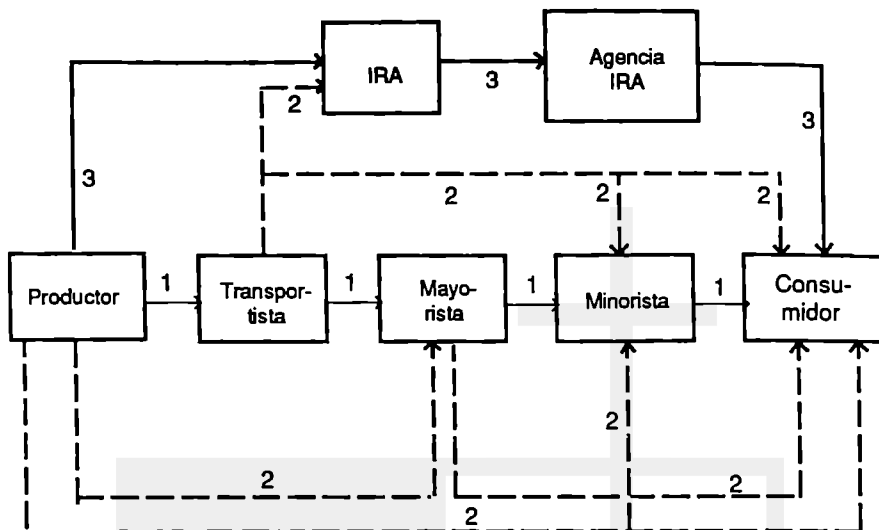 IRA
3
Agencia
IRA
2
3
3
2
2
2
Productor
1
Transpor-
tista
1
Mayo-
rista
1
Minorista
1
Consu-
midor
2
2
2
2